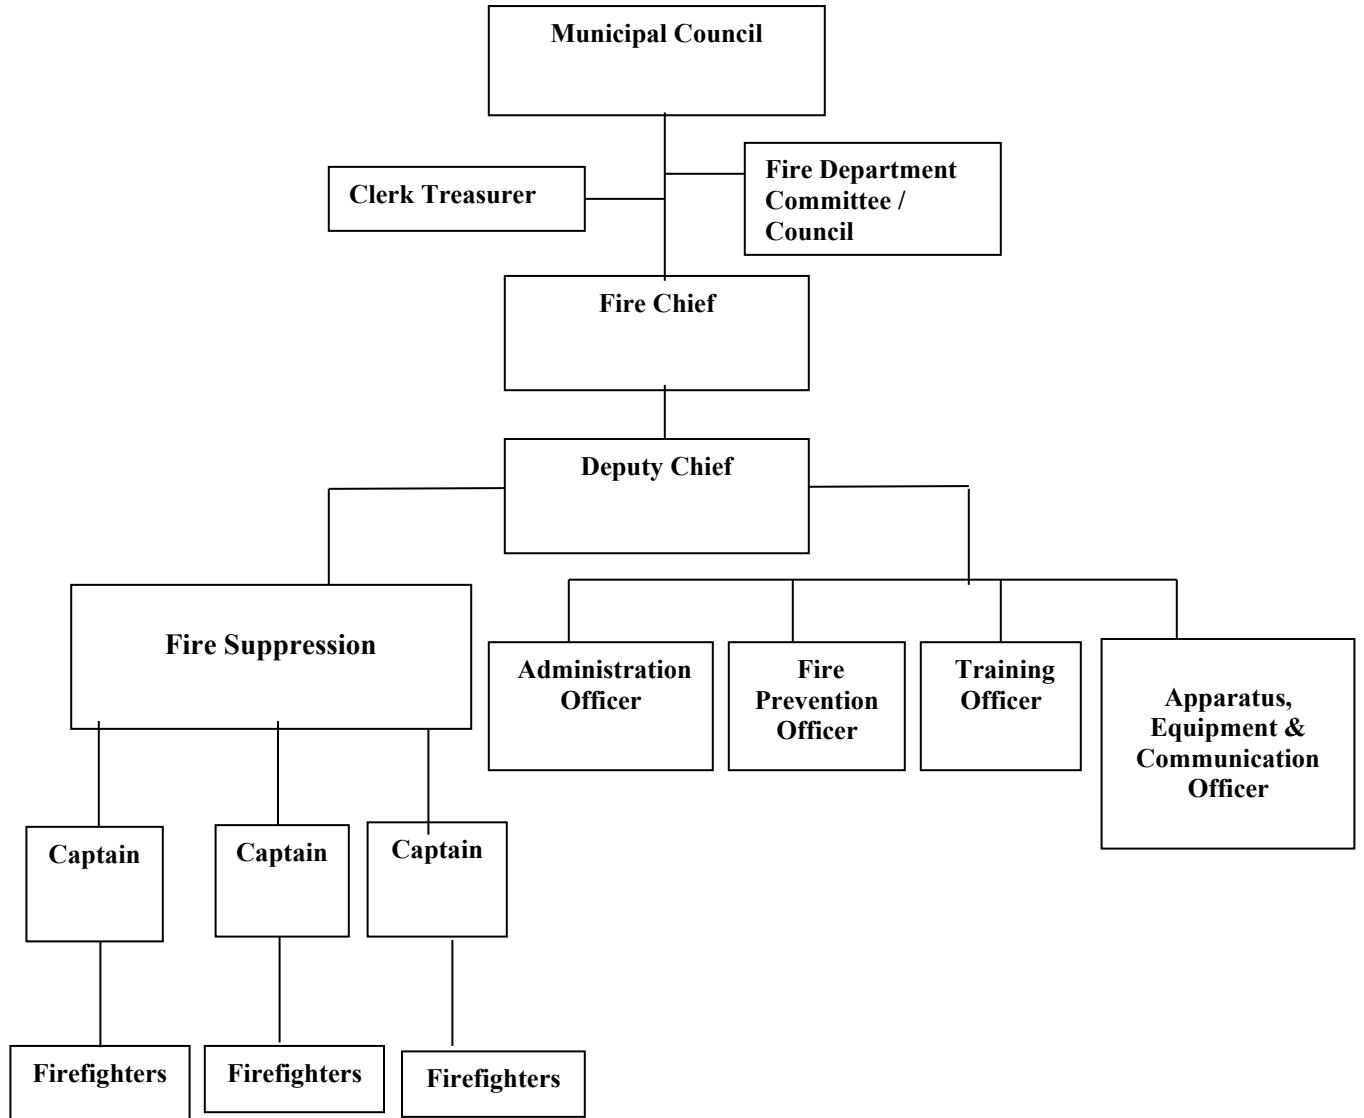 Municipal Council
Clerk Treasurer
Fire Department
Committee /
Council
Fire Chief
Deputy Chief
Fire Suppression
Administration
Officer
Fire
Prevention
Officer
Training
Officer
Apparatus,
Equipment &
Communication
Officer
Captain
Captain
Captain
Firefighters
Firefighters
Firefighters